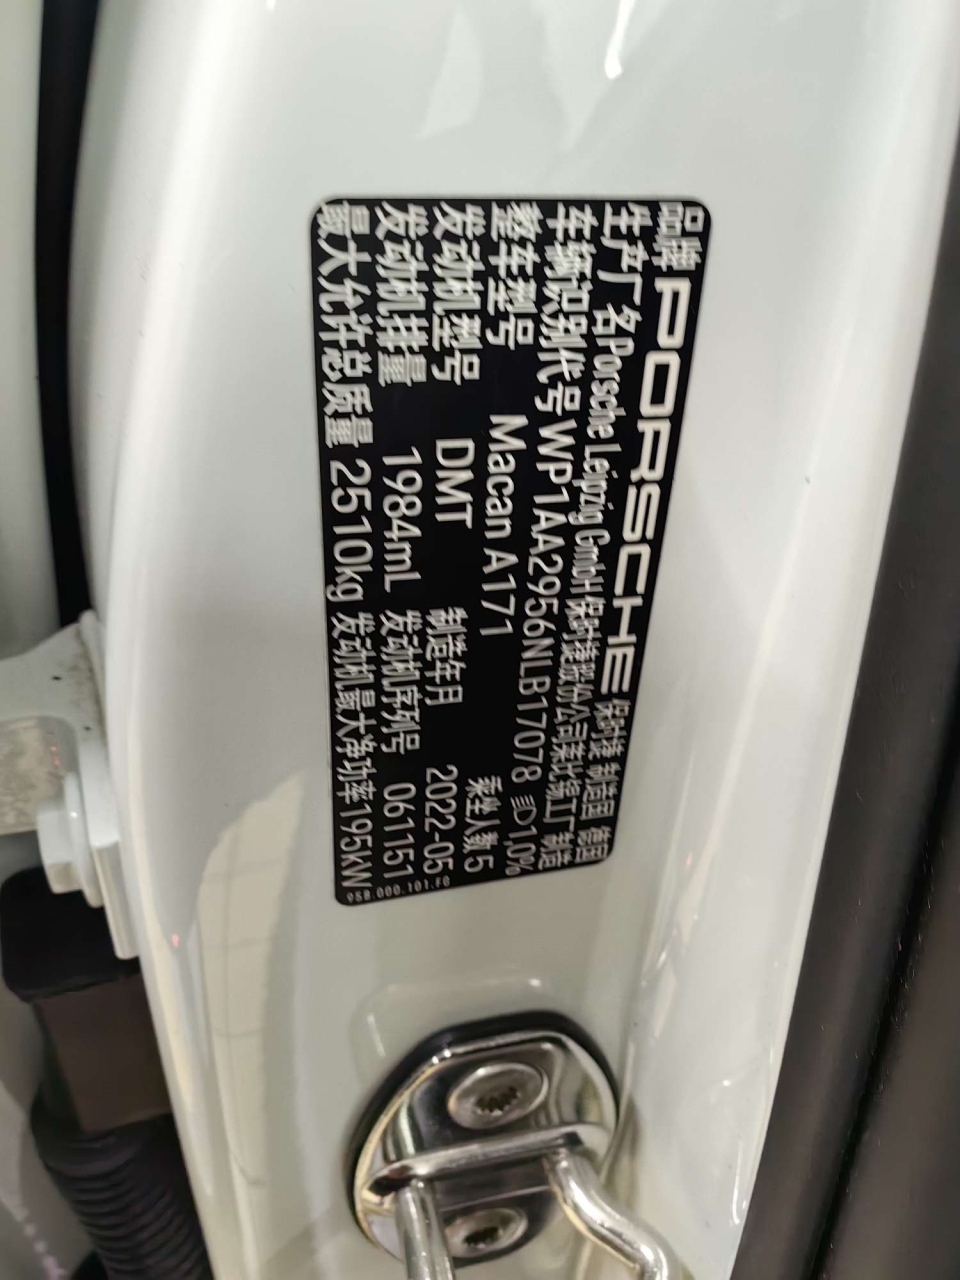 品牌 PORSCHE 保时捷 制造国 德国
生产厂名 Porsche Leipzig GmbH 保时捷股份公司莱比锡工厂 制造
车辆识别代号 WP1AA2956NLB17078 1,0%
整车型号 Macan A171 乘坐人数 5
发动机型号 DMT 制造年月 2022-05
发动机排量 1984mL 发动机序列号 061151
最大允许总质量 2510kg 发动机最大净功率 195kW
95B.000.101.F0